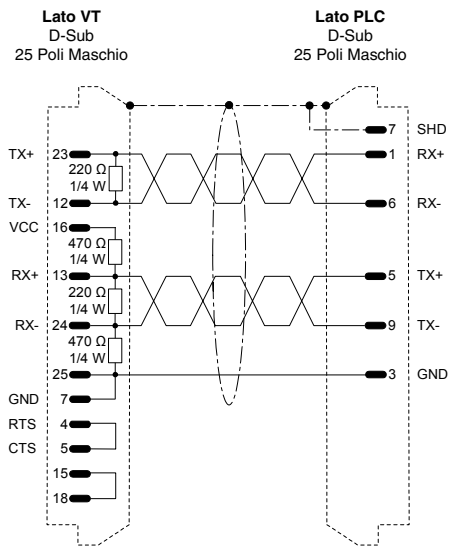 Lato VT
D-Sub
25 Poli Maschio
Lato PLC
D-Sub
25 Poli Maschio
7 SHD
TX+ 23
1 RX+
220 Ω
1/4 W
TX- 12
6 RX-
VCC 16
470 Ω
1/4 W
RX+ 13
5 TX+
220 Ω
1/4 W
RX- 24
9 TX-
470 Ω
1/4 W
25
3 GND
GND 7
RTS 4
CTS 5
15
18